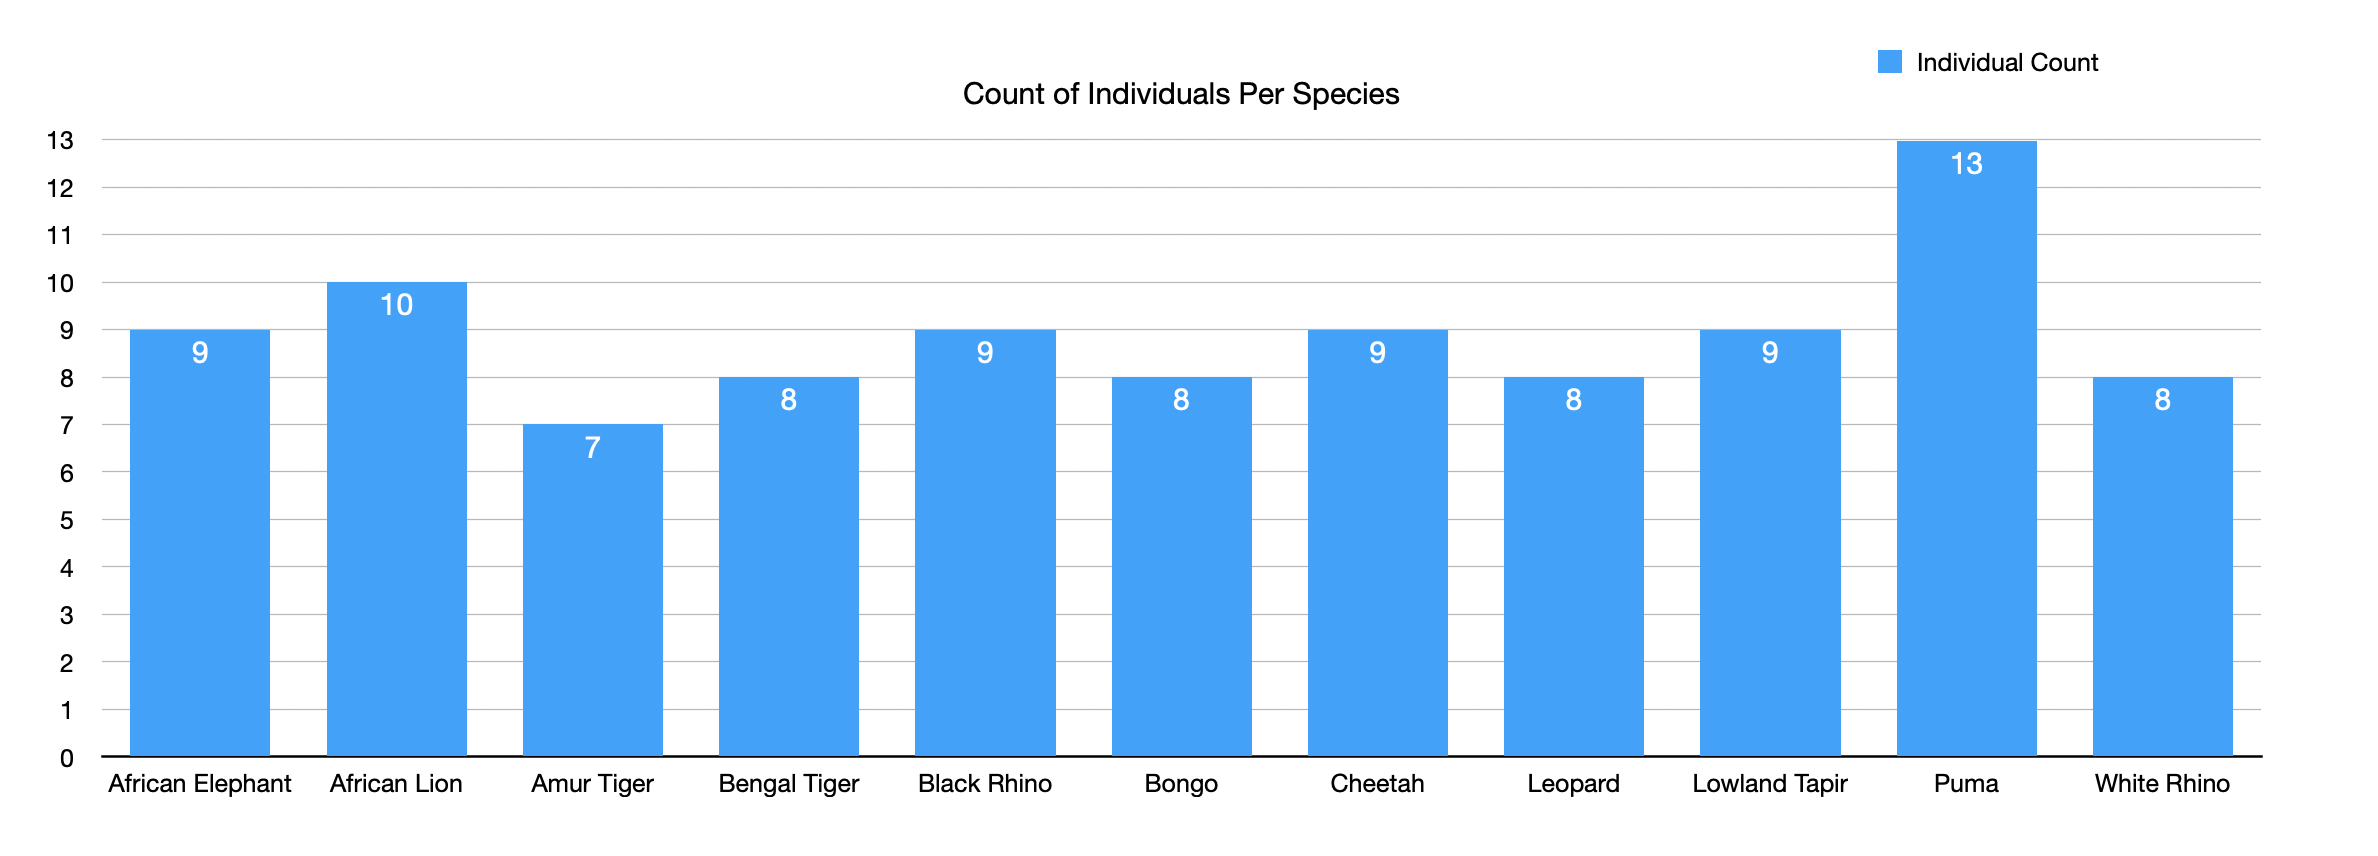 Individual Count
Count of Individuals Per Species
13
12
11
10
9
8
7
6
5
4
3
2
1
0
9
10
7
8
9
8
9
8
9
13
8
African Elephant
African Lion
Amur Tiger
Bengal Tiger
Black Rhino
Bongo
Cheetah
Leopard
Lowland Tapir
Puma
White Rhino